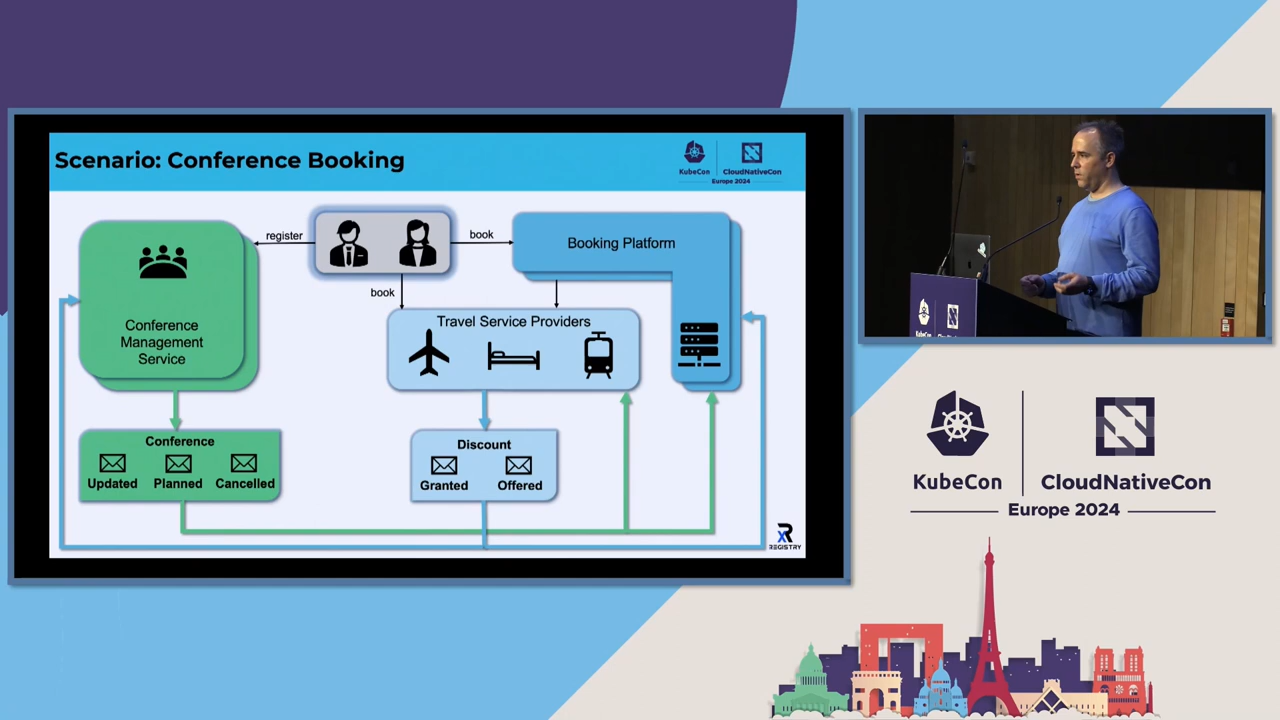 Scenario: Conference Booking
KubeCon
CloudNativeCon
Europe 2024
register
book
Booking Platform
book
Travel Service Providers
Conference
Management
Service
Conference
Updated
Planned
Cancelled
Discount
Granted
Offered
xR
REGISTRY
KubeCon
CloudNativeCon
Europe 2024